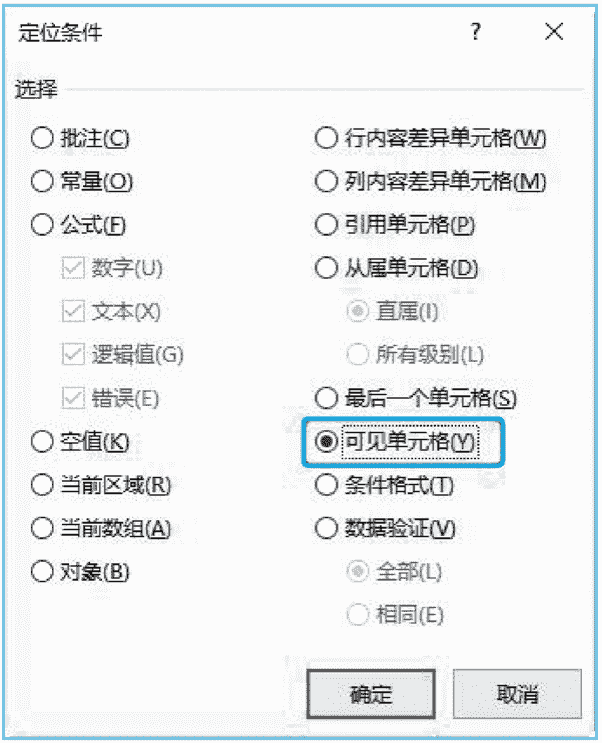 定位条件 ?
选择
批注(C)
常量(O)
公式(F)
数字(U)
文本(X)
逻辑值(G)
错误(E)
空值(K)
当前区域(R)
当前数组(A)
对象(B)
行内容差异单元格(W)
列内容差异单元格(M)
引用单元格(P)
从属单元格(D)
直属(I)
所有级别(L)
最后一个单元格(S)
可见单元格(Y)
条件格式(T)
数据验证(V)
全部(L)
相同(E)
确定
取消